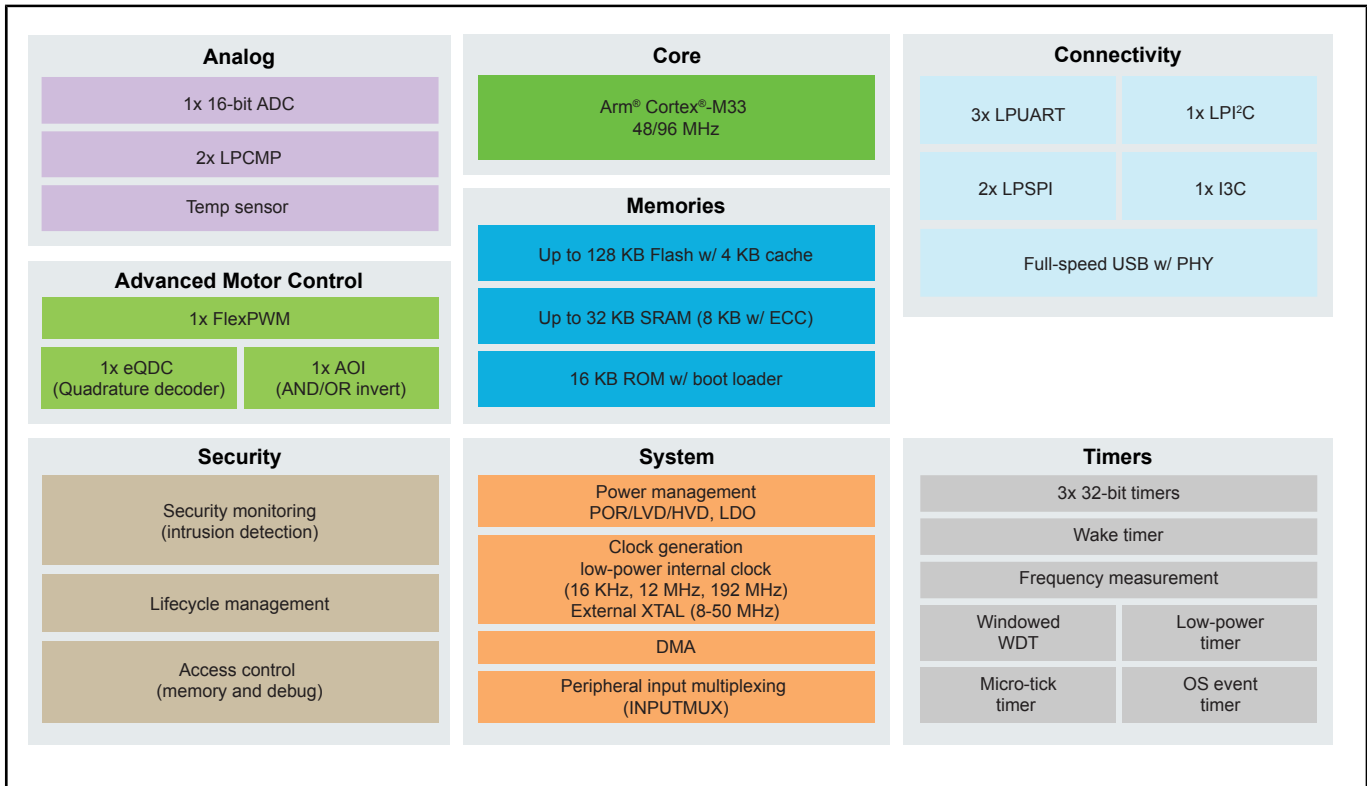 Analog
1x 16-bit ADC
2x LPCMP
Temp sensor
Advanced Motor Control
1x FlexPWM
1x eQDC
(Quadrature decoder)
1x AOI
(AND/OR invert)
Security
Security monitoring
(intrusion detection)
Lifecycle management
Access control
(memory and debug)
Core
Arm® Cortex®-M33
48/96 MHz
Memories
Up to 128 KB Flash w/ 4 KB cache
Up to 32 KB SRAM (8 KB w/ ECC)
16 KB ROM w/ boot loader
System
Power management
POR/LVD/HVD, LDO
Clock generation
low-power internal clock
(16 KHz, 12 MHz, 192 MHz)
External XTAL (8-50 MHz)
DMA
Peripheral input multiplexing
(INPUTMUX)
Connectivity
3x LPUART
1x LPI²C
2x LPSPI
1x I3C
Full-speed USB w/ PHY
Timers
3x 32-bit timers
Wake timer
Frequency measurement
Windowed
WDT
Low-power
timer
Micro-tick
timer
OS event
timer